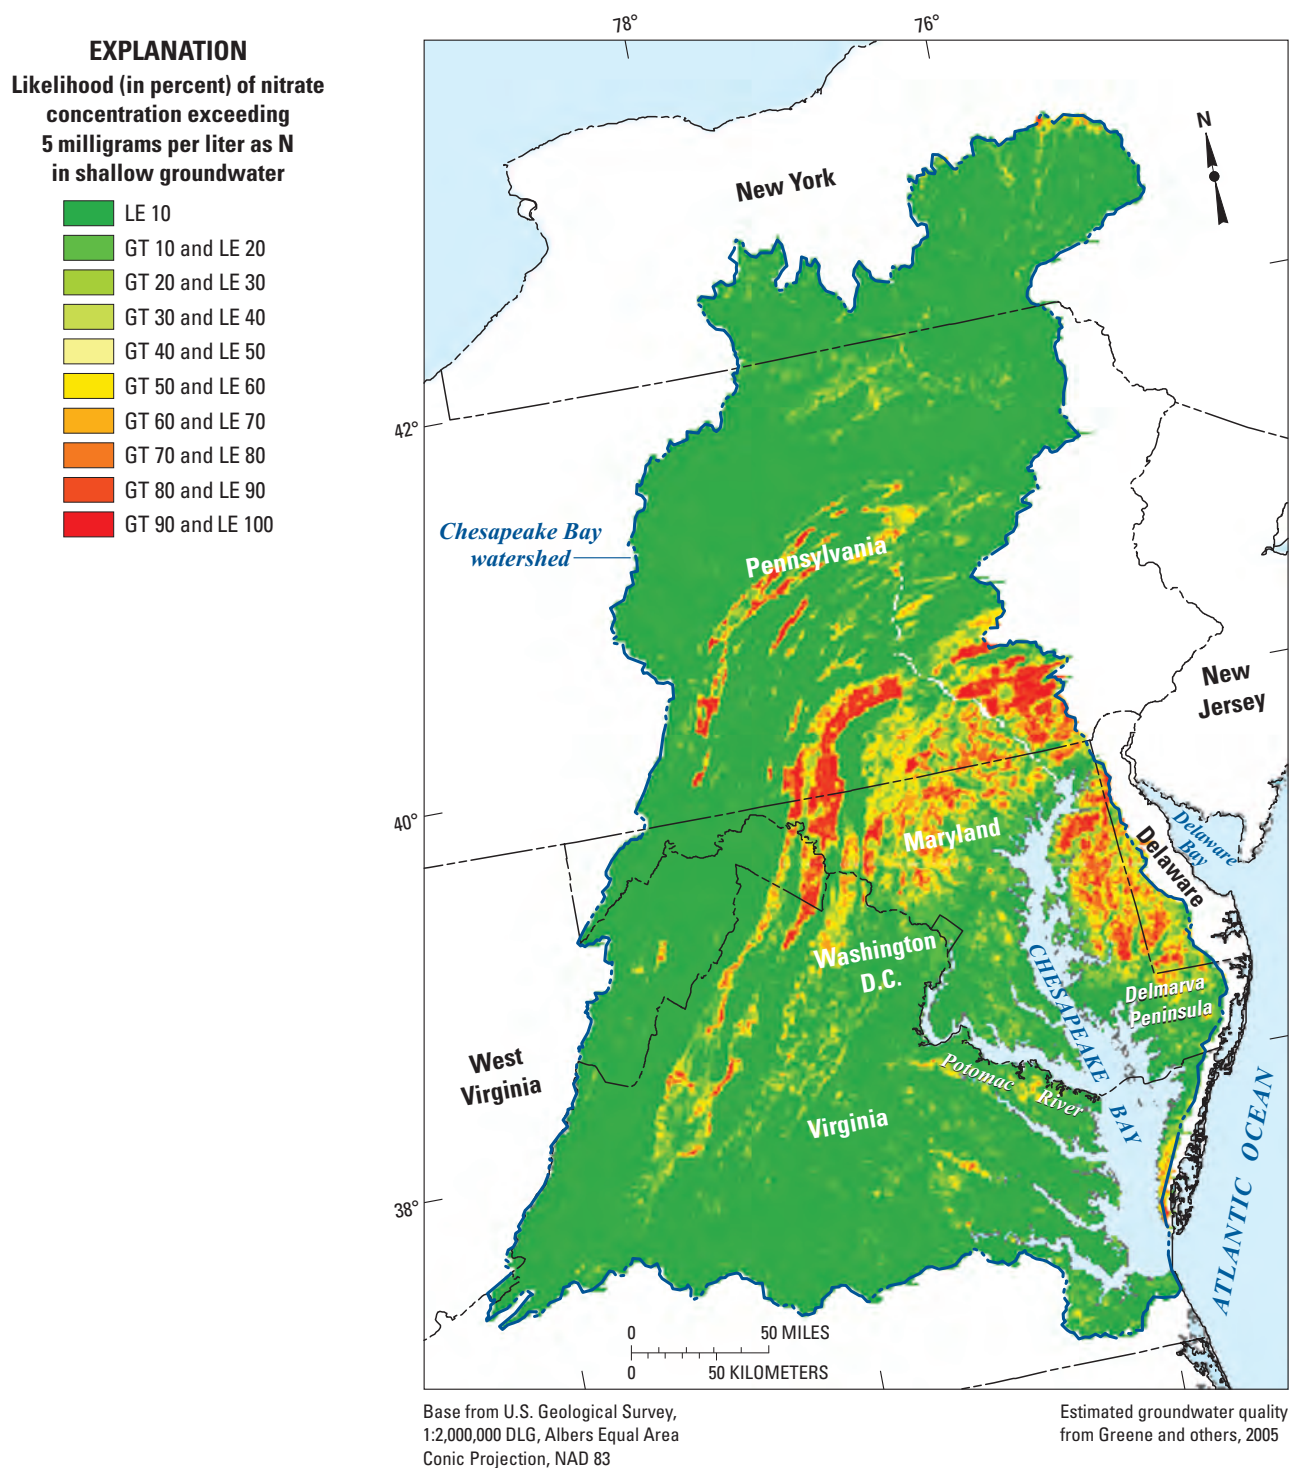 EXPLANATION
Likelihood (in percent) of nitrate
concentration exceeding
5 milligrams per liter as N
in shallow groundwater
LE 10
GT 10 and LE 20
GT 20 and LE 30
GT 30 and LE 40
GT 40 and LE 50
GT 50 and LE 60
GT 60 and LE 70
GT 70 and LE 80
GT 80 and LE 90
GT 90 and LE 100
78°
76°
N
New York
42°
Chesapeake Bay
watershed
Pennsylvania
New
Jersey
40°
Maryland
Delaware
Bay
Delaware
Washington
D.C.
CHESAPEAKE
BAY
Delmarva
Peninsula
West
Virginia
Potomac
River
Virginia
38°
ATLANTIC OCEAN
0 50 MILES
0 50 KILOMETERS
Base from U.S. Geological Survey,
1:2,000,000 DLG, Albers Equal Area
Conic Projection, NAD 83
Estimated groundwater quality
from Greene and others, 2005